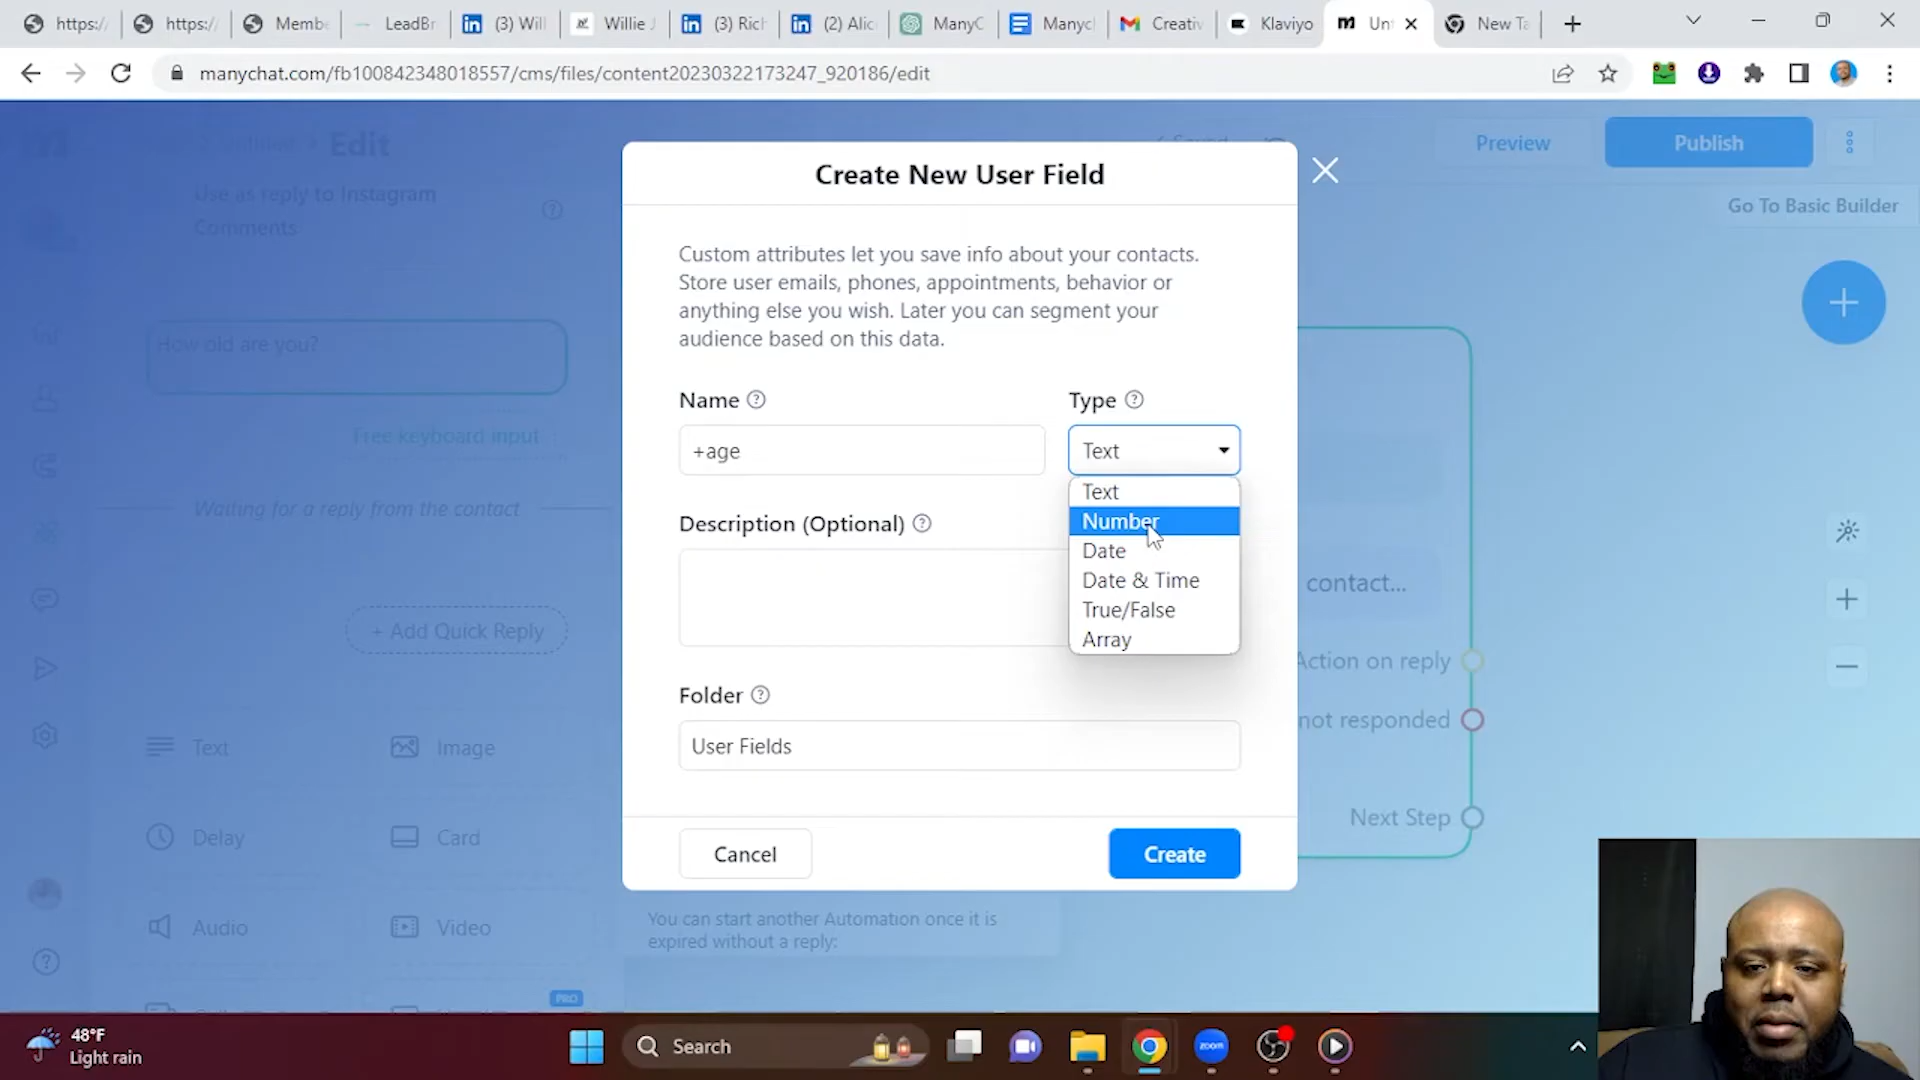 https:/
https:/
Membe
LeadBr
(3) Will
Willie J
(3) Rich
(2) Alic
ManyC
Manych
Creativ
Klaviyo
Unt
New Ta
manychat.com/fb100842348018557/cms/files/content20230322173247_920186/edit
Edit
Preview
Publish
Go To Basic Builder
Use as reply to Instagram
Comments
How old are you?
Free keyboard input
Waiting for a reply from the contact
+ Add Quick Reply
Text
Image
Delay
Card
Audio
Video
PRO
Create New User Field
Custom attributes let you save info about your contacts.
Store user emails, phones, appointments, behavior or
anything else you wish. Later you can segment your
audience based on this data.
Name
Type
+age
Text
Text
Number
Date
Date & Time
True/False
Array
Description (Optional)
Folder
User Fields
Cancel
Create
contact...
Action on reply
not responded
Next Step
You can start another Automation once it is
expired without a reply:
48°F
Light rain
Search
zoom